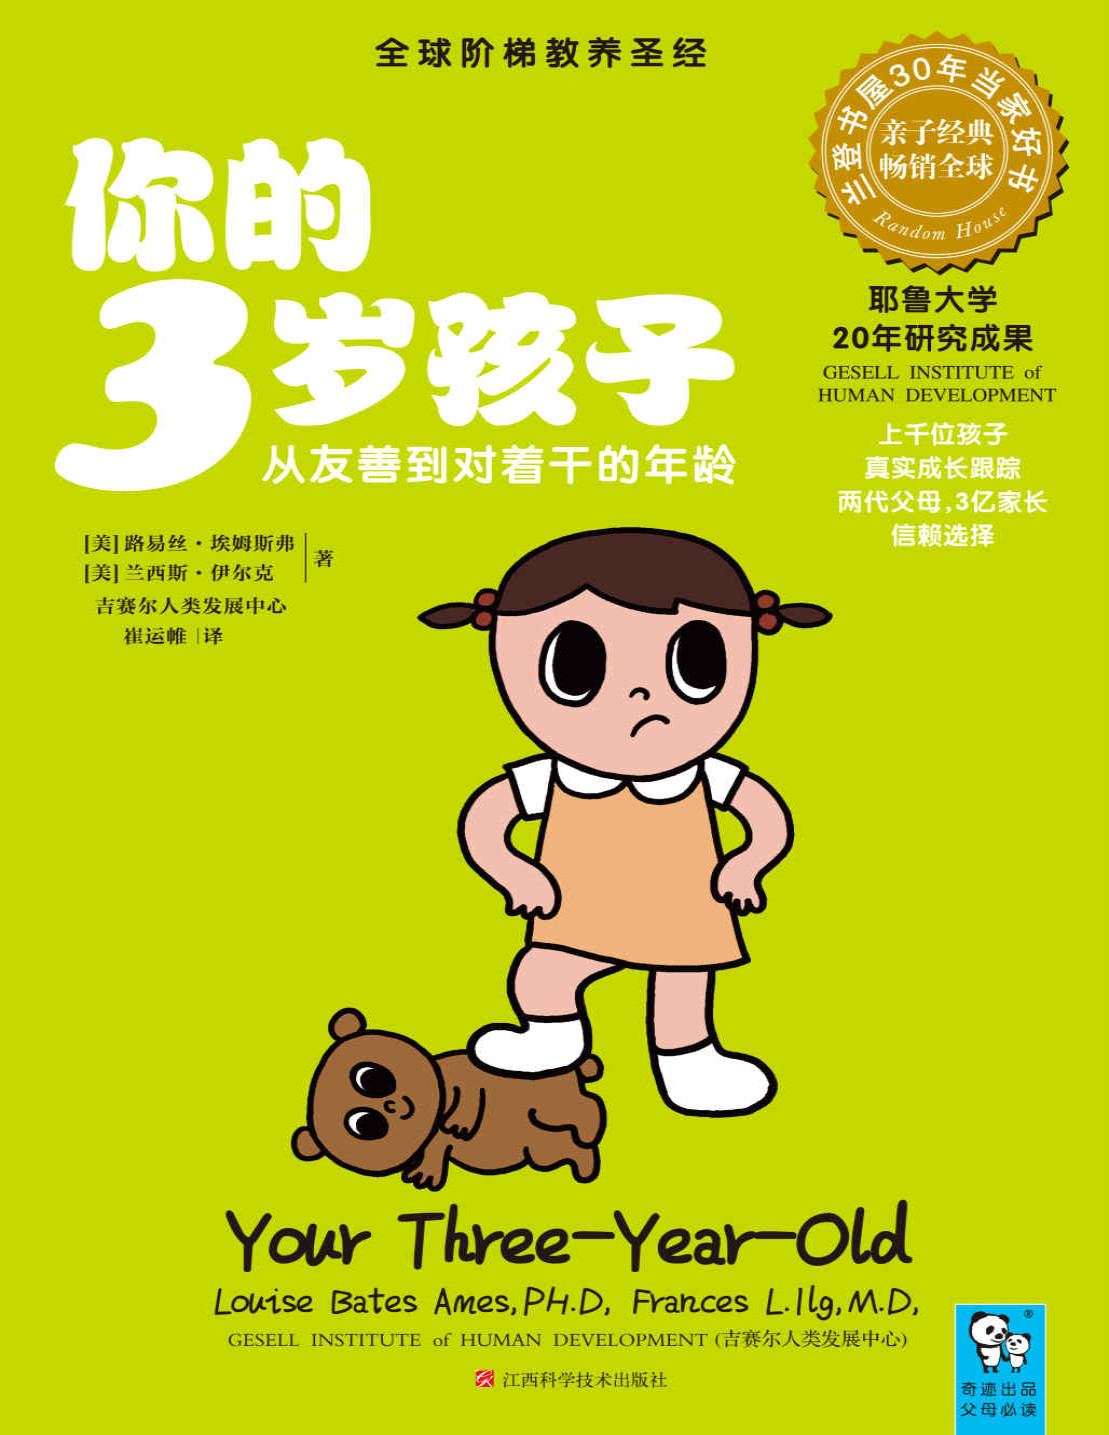 全球阶梯教养圣经
兰登书屋30年当家好书
亲子经典
畅销全球
Random House
你的
3岁孩子
从友善到对着干的年龄
耶鲁大学
20年研究成果
GESELL INSTITUTE of
HUMAN DEVELOPMENT
上千位孩子
真实成长跟踪
两代父母,3亿家长
信赖选择
[美]路易丝·埃姆斯弗
[美]兰西斯·伊尔克
著
吉赛尔人类发展中心
崔运帷|译
Your Three-Year-Old
Louise Bates Ames,PH.D, Frances L.Ilg,M.D,
GESELL INSTITUTE of HUMAN DEVELOPMENT (吉赛尔人类发展中心)
江西科学技术出版社
®
奇迹出品
父母必读